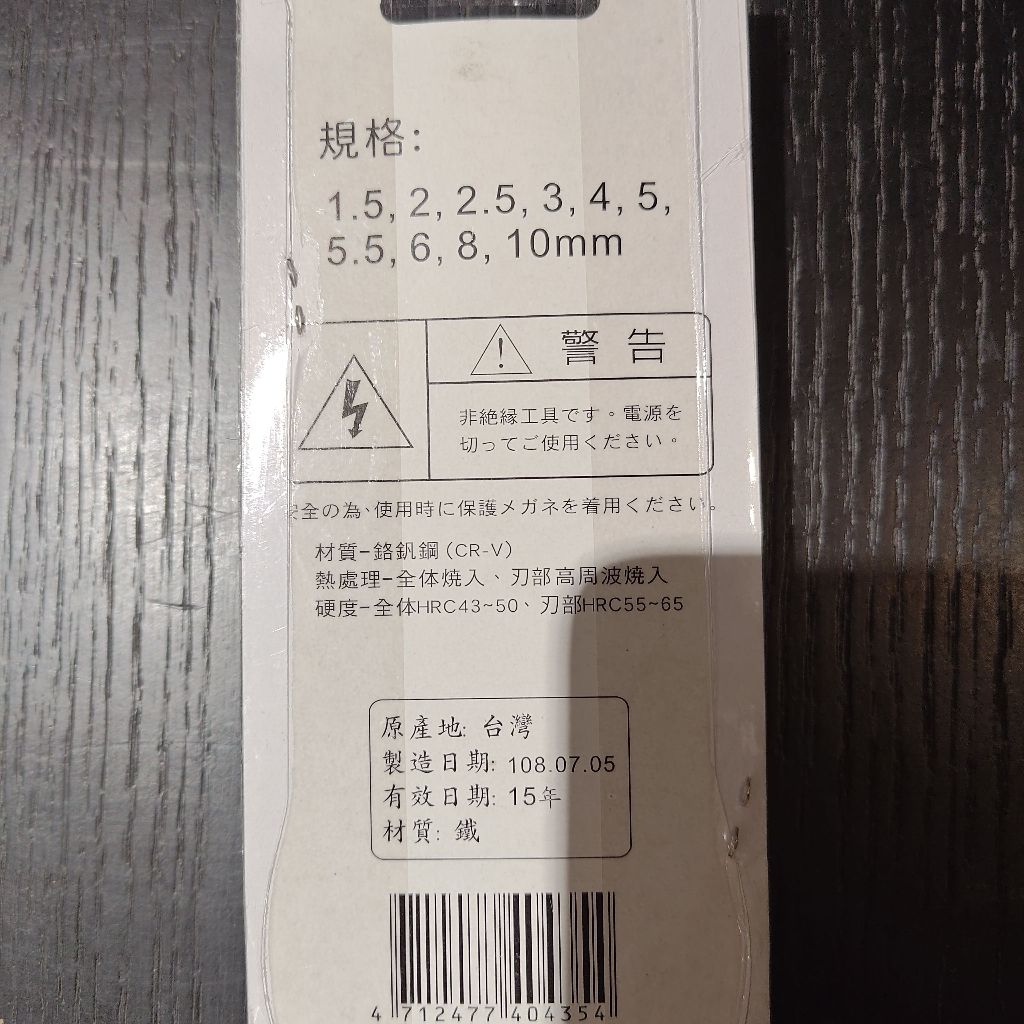 規格:
1.5, 2, 2.5, 3, 4, 5,
5.5, 6, 8, 10mm
警告
非絶縁工具です。電源を
切ってご使用ください。
安全の為、使用時に保護メガネを着用ください。
材質-鉻釩鋼(CR-V)
熱處理-全体焼入、刃部高周波焼入
硬度-全体HRC43~50、刃部HRC55~65
原產地: 台灣
製造日期: 108.07.05
有效日期: 15年
材質: 鐵
4 712477 404354